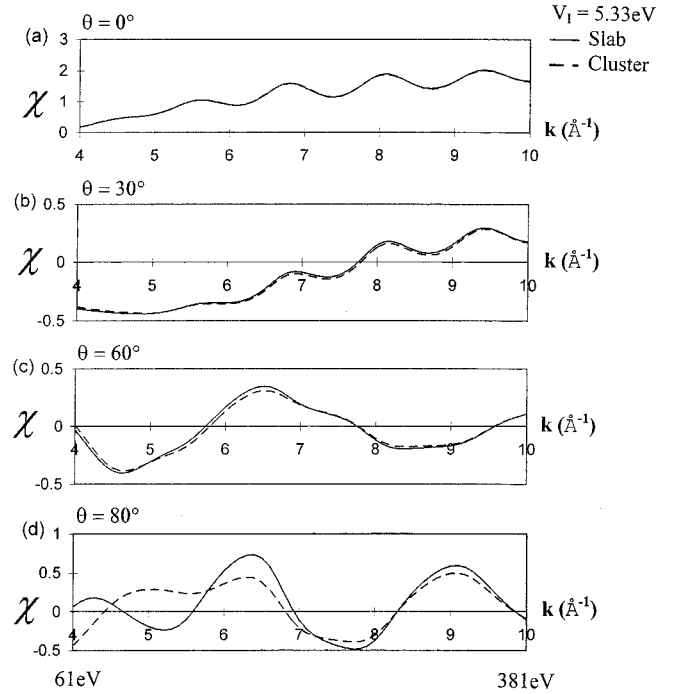 V_I = 5.33eV
Slab
Cluster
(a)
θ = 0°
3
2
1
0
χ
4 5 6 7 8 9 10
k (Å⁻¹)
(b)
θ = 30°
0.5
0
-0.5
χ
4 5 6 7 8 9 10
k (Å⁻¹)
(c)
θ = 60°
0.5
0
-0.5
χ
4 5 6 7 8 9 10
k (Å⁻¹)
(d)
θ = 80°
1
0.5
0
-0.5
χ
4 5 6 7 8 9 10
k (Å⁻¹)
61eV
381eV